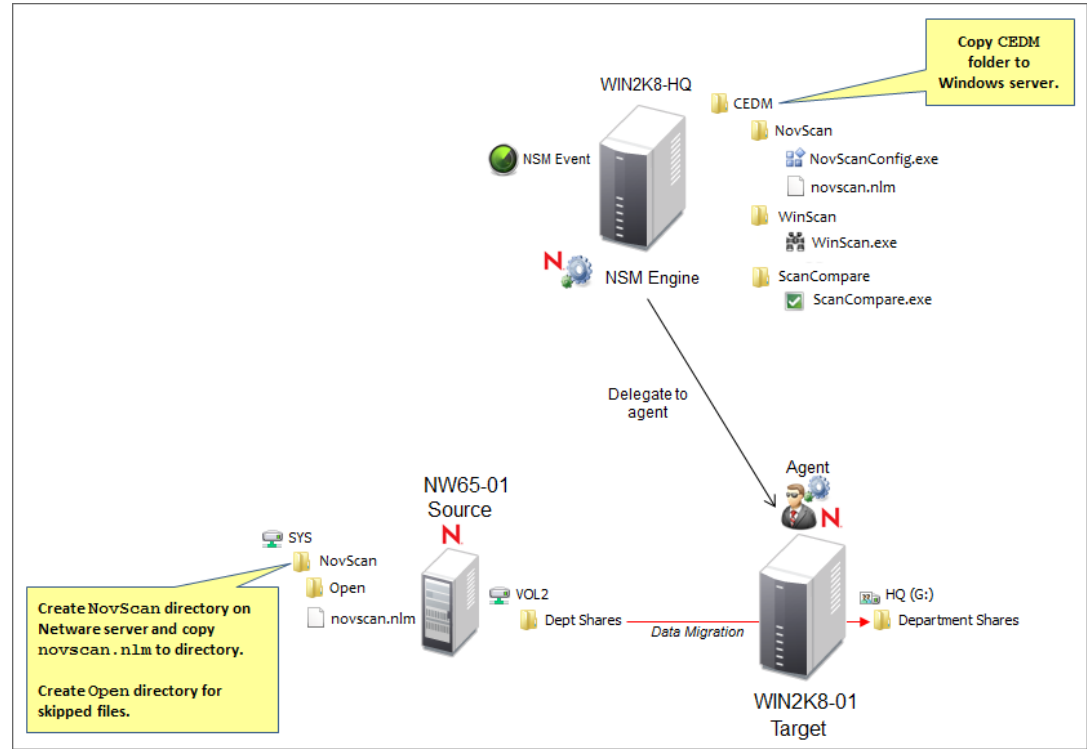 Copy CEDM
folder to
Windows server.
WIN2K8-HQ
CEDM
NovScan
NSM Event
NovScanConfig.exe
novscan.nlm
WinScan
WinScan.exe
N
NSM Engine
ScanCompare
ScanCompare.exe
Delegate to
agent
Agent
N
NW65-01
Source
N
SYS
NovScan
Open
novscan.nlm
Create NovScan directory on
Netware server and copy
novscan.nlm to directory.
Create Open directory for
skipped files.
VOL2
Dept Shares
Data Migration
HQ (G:)
Department Shares
WIN2K8-01
Target